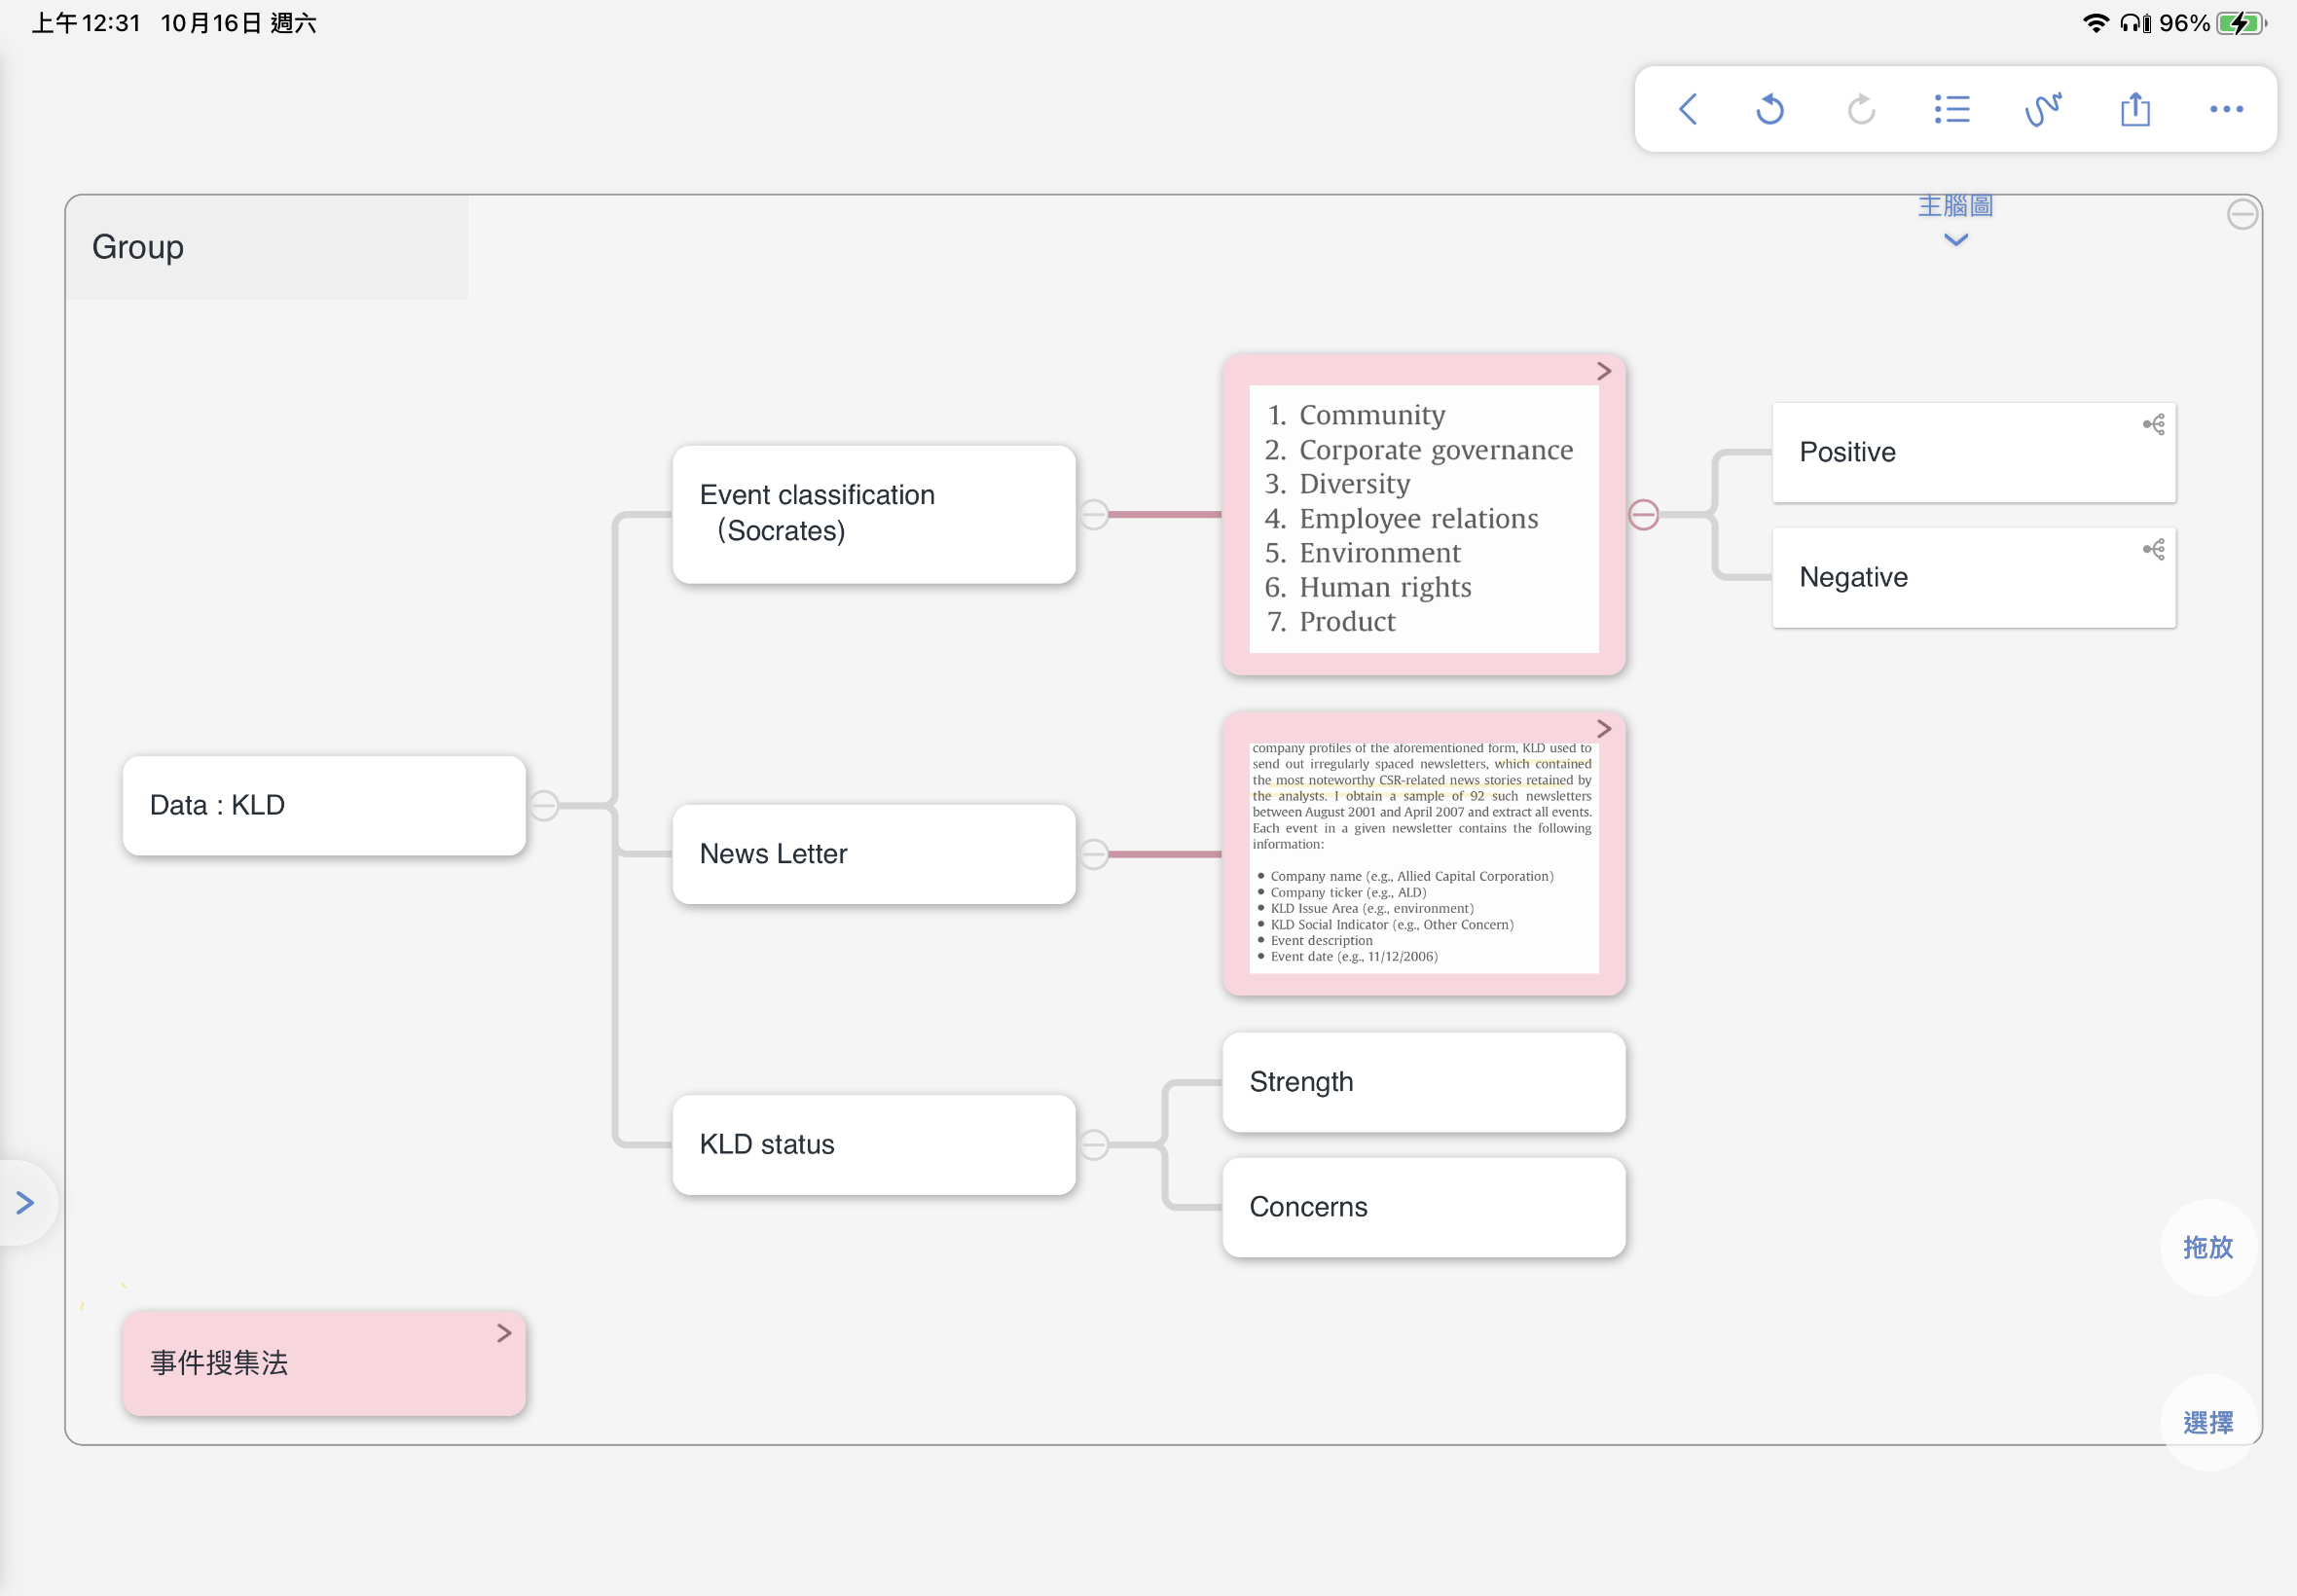 上午12:31 10月16日 週六
96%
主腦圖
Group
Data : KLD
Event classification
（Socrates)
1. Community
2. Corporate governance
3. Diversity
4. Employee relations
5. Environment
6. Human rights
7. Product
Positive
Negative
News Letter
company profiles of the aforementioned form, KLD used to
send out irregularly spaced newsletters, which contained
the most noteworthy CSR-related news stories retained by
the analysts. I obtain a sample of 92 such newsletters
between August 2001 and April 2007 and extract all events.
Each event in a given newsletter contains the following
information:
• Company name (e.g., Allied Capital Corporation)
• Company ticker (e.g., ALD)
• KLD Issue Area (e.g., environment)
• KLD Social Indicator (e.g., Other Concern)
• Event description
• Event date (e.g., 11/12/2006)
KLD status
Strength
Concerns
事件搜集法
拖放
選擇